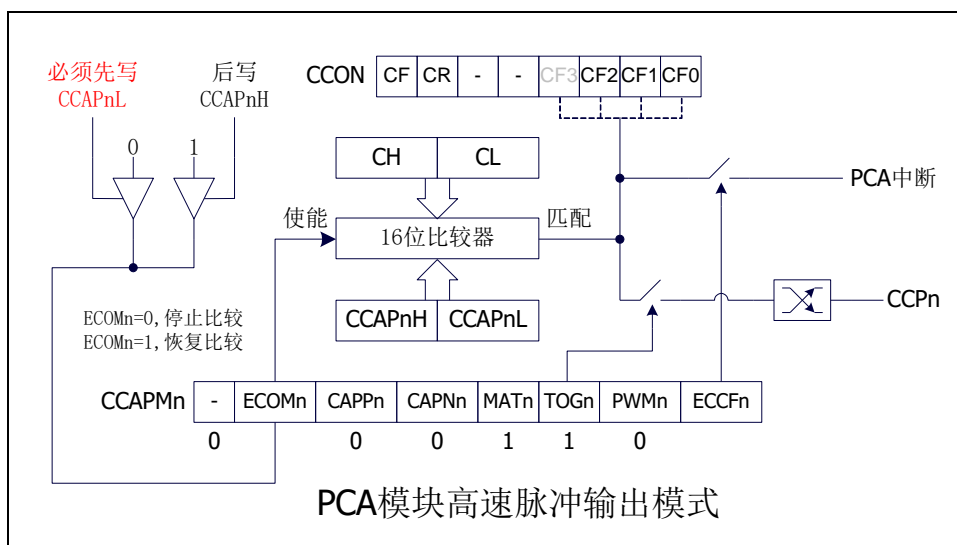 必须先写
CCAPnL
后写
CCAPnH
CCON CF CR - - CF3 CF2 CF1 CF0
0 1
CH CL
PCA中断
使能
16位比较器
匹配
CCAPnH CCAPnL
CCPn
ECOMn=0,停止比较
ECOMn=1,恢复比较
CCAPMn - ECOMn CAPPn CAPNn MATn TOGn PWMn ECCFn
0 0 0 1 1 0
PCA模块高速脉冲输出模式